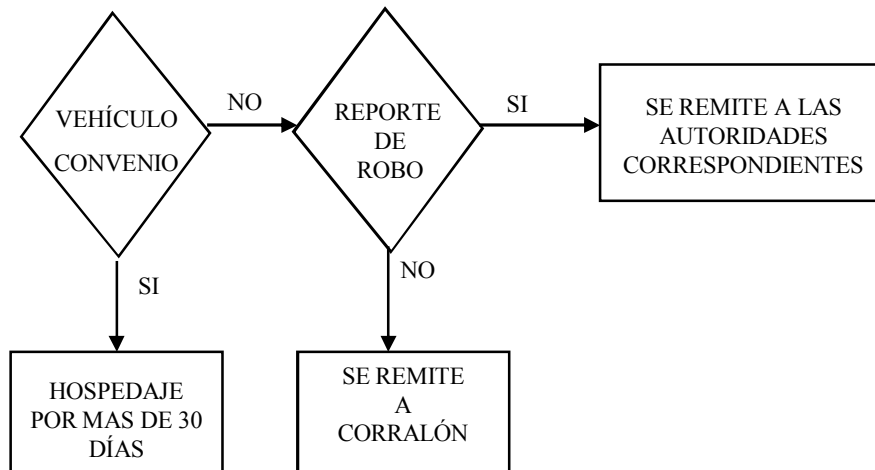 VEHÍCULO
CONVENIO
NO
REPORTE
DE
ROBO
SI
SE REMITE A LAS
AUTORIDADES
CORRESPONDIENTES
SI
NO
HOSPEDAJE
POR MAS DE 30
DÍAS
SE REMITE
A
CORRALÓN